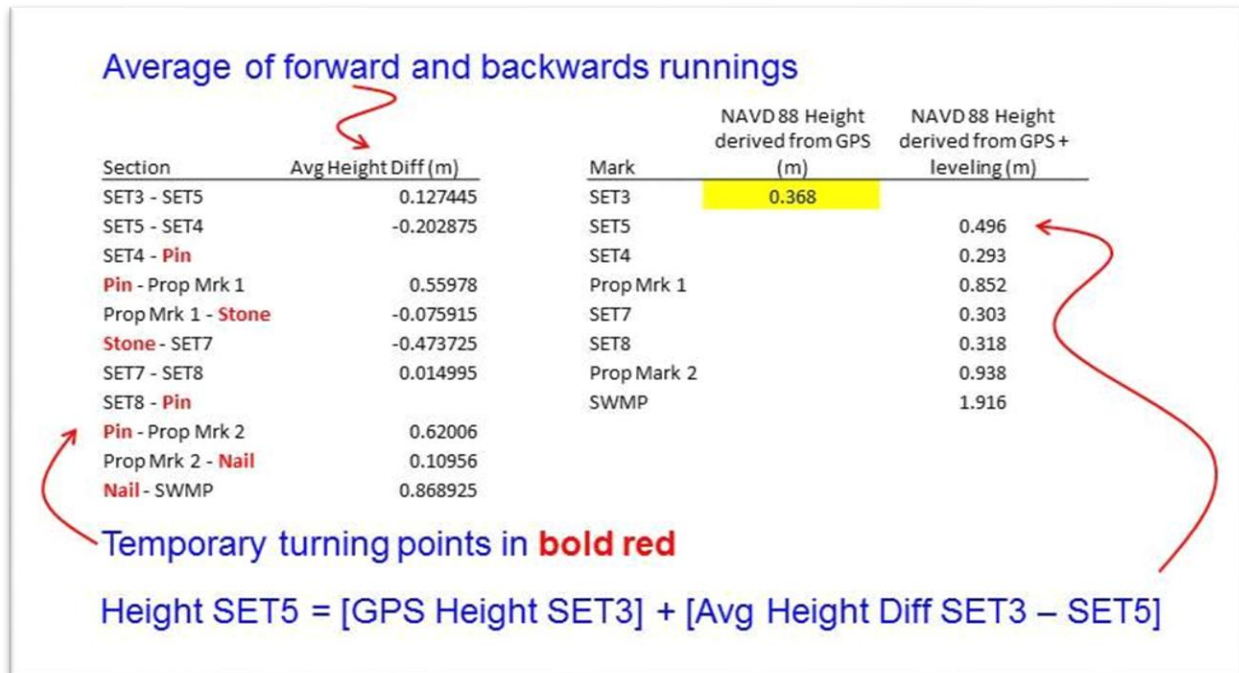 Average of forward and backwards runnings
Section Avg Height Diff (m)
SET3 - SET5 0.127445
SET5 - SET4 -0.202875
SET4 - Pin
Pin - Prop Mrk 1 0.55978
Prop Mrk 1 - Stone -0.075915
Stone - SET7 -0.473725
SET7 - SET8 0.014995
SET8 - Pin
Pin - Prop Mrk 2 0.62006
Prop Mrk 2 - Nail 0.10956
Nail - SWMP 0.868925
NAVD 88 Height NAVD 88 Height
derived from GPS derived from GPS +
Mark (m) leveling (m)
SET3 0.368
SET5 0.496
SET4 0.293
Prop Mrk 1 0.852
SET7 0.303
SET8 0.318
Prop Mark 2 0.938
SWMP 1.916
Temporary turning points in bold red
Height SET5 = [GPS Height SET3] + [Avg Height Diff SET3 – SET5]